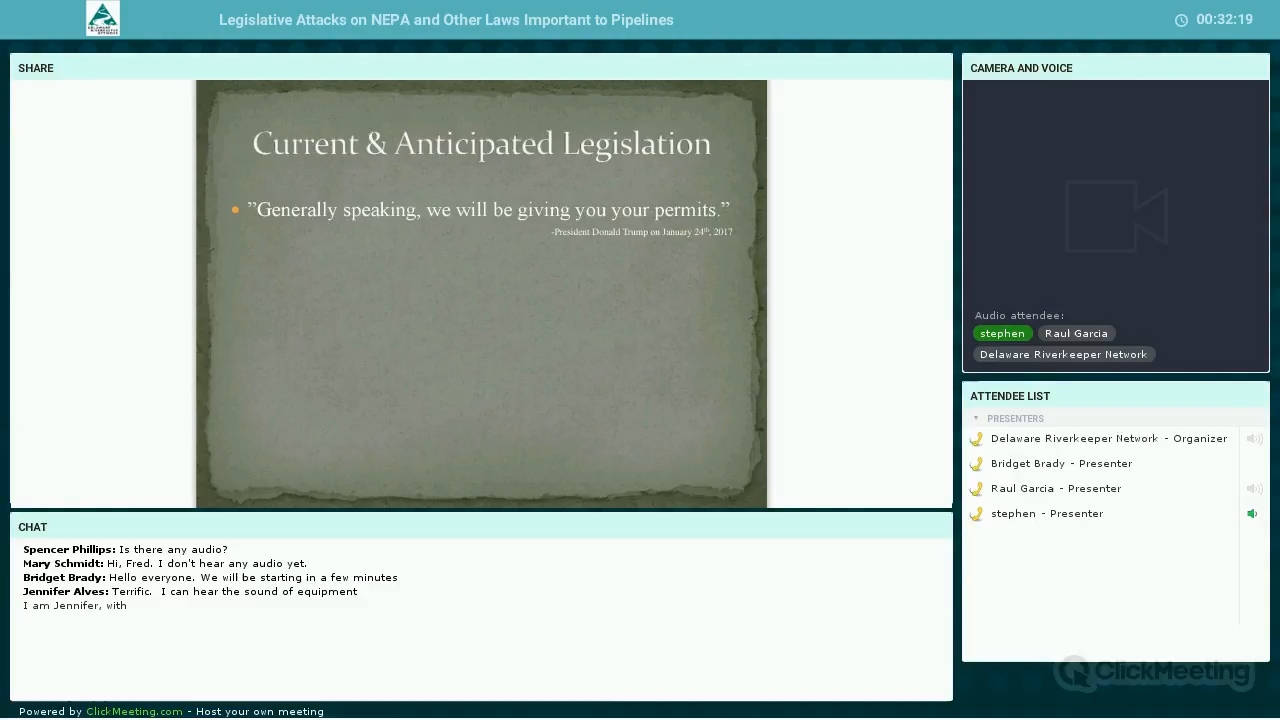 Legislative Attacks on NEPA and Other Laws Important to Pipelines
00:32:19
SHARE
Current & Anticipated Legislation
”Generally speaking, we will be giving you your permits.”
-President Donald Trump on January 24th, 2017
CAMERA AND VOICE
Audio attendee:
stephen Raul Garcia
Delaware Riverkeeper Network
ATTENDEE LIST
PRESENTERS
Delaware Riverkeeper Network - Organizer
Bridget Brady - Presenter
Raul Garcia - Presenter
stephen - Presenter
CHAT
Spencer Phillips: Is there any audio?
Mary Schmidt: Hi, Fred. I don't hear any audio yet.
Bridget Brady: Hello everyone. We will be starting in a few minutes
Jennifer Alves: Terrific. I can hear the sound of equipment
I am Jennifer, with
ClickMeeting
Powered by ClickMeeting.com - Host your own meeting